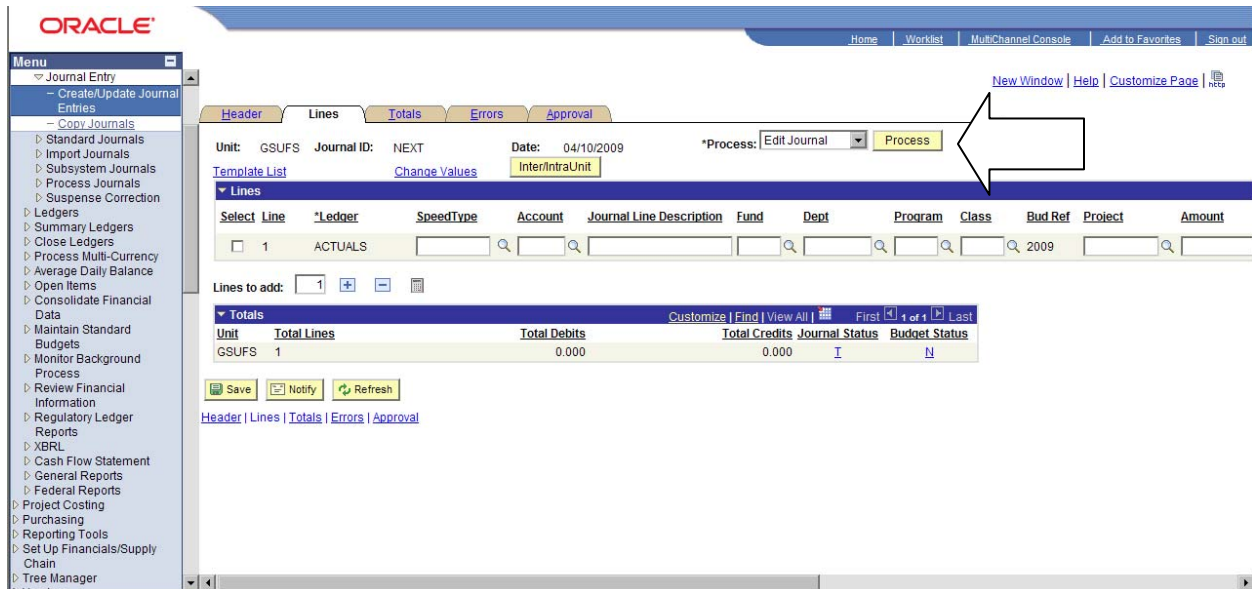 ORACLE
Home | Worklist | MultiChannel Console | Add to Favorites | Sign out
Menu
Journal Entry
– Create/Update Journal Entries
– Copy Journals
Standard Journals
Import Journals
Subsystem Journals
Process Journals
Suspense Correction
Ledgers
Summary Ledgers
Close Ledgers
Process Multi-Currency
Average Daily Balance
Open Items
Consolidate Financial
Data
Maintain Standard
Budgets
Monitor Background
Process
Review Financial
Information
Regulatory Ledger
Reports
XBRL
Cash Flow Statement
General Reports
Federal Reports
Project Costing
Purchasing
Reporting Tools
Set Up Financials/Supply
Chain
Tree Manager
New Window | Help | Customize Page | http
Header Lines Totals Errors Approval
Unit: GSUFS Journal ID: NEXT Date: 04/10/2009 *Process: Edit Journal Process
Template List Change Values Inter/IntraUnit
Lines
Select Line *Ledger SpeedType Account Journal Line Description Fund Dept Program Class Bud Ref Project Amount
1 ACTUALS 2009
Lines to add: 1 + −
Totals Customize | Find | View All | First 1 of 1 Last
Unit Total Lines Total Debits Total Credits Journal Status Budget Status
GSUFS 1 0.000 0.000 T N
Save Notify Refresh
Header | Lines | Totals | Errors | Approval